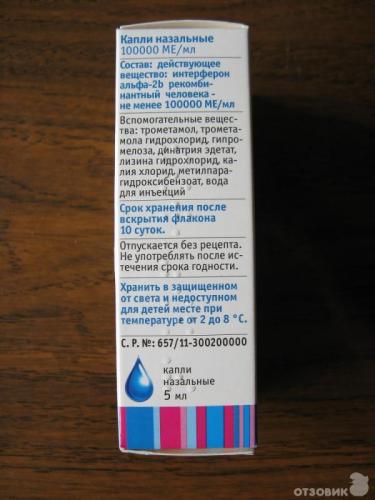 Капли назальные
100000 МЕ/мл
Состав: действующее
вещество: интерферон
альфа-2b рекомби-
нантный человека -
не менее 100000 МЕ/мл
Вспомогательные вещес-
тва: трометамол, тромета-
мола гидрохлорид, гипро-
мелоза, динатрия эдетат,
лизина гидрохлорид, ка-
лия хлорид, метилпара-
гидроксибензоат, вода
для инъекций
Срок хранения после
вскрытия флакона
10 суток.
Отпускается без рецепта.
Не употреблять после ис-
течения срока годности.
Хранить в защищенном
от света и недоступном
для детей месте при
температуре от 2 до 8 °С.
С. Р. №: 657/11-300200000
капли
назальные
5 мл
ОТЗОВИК